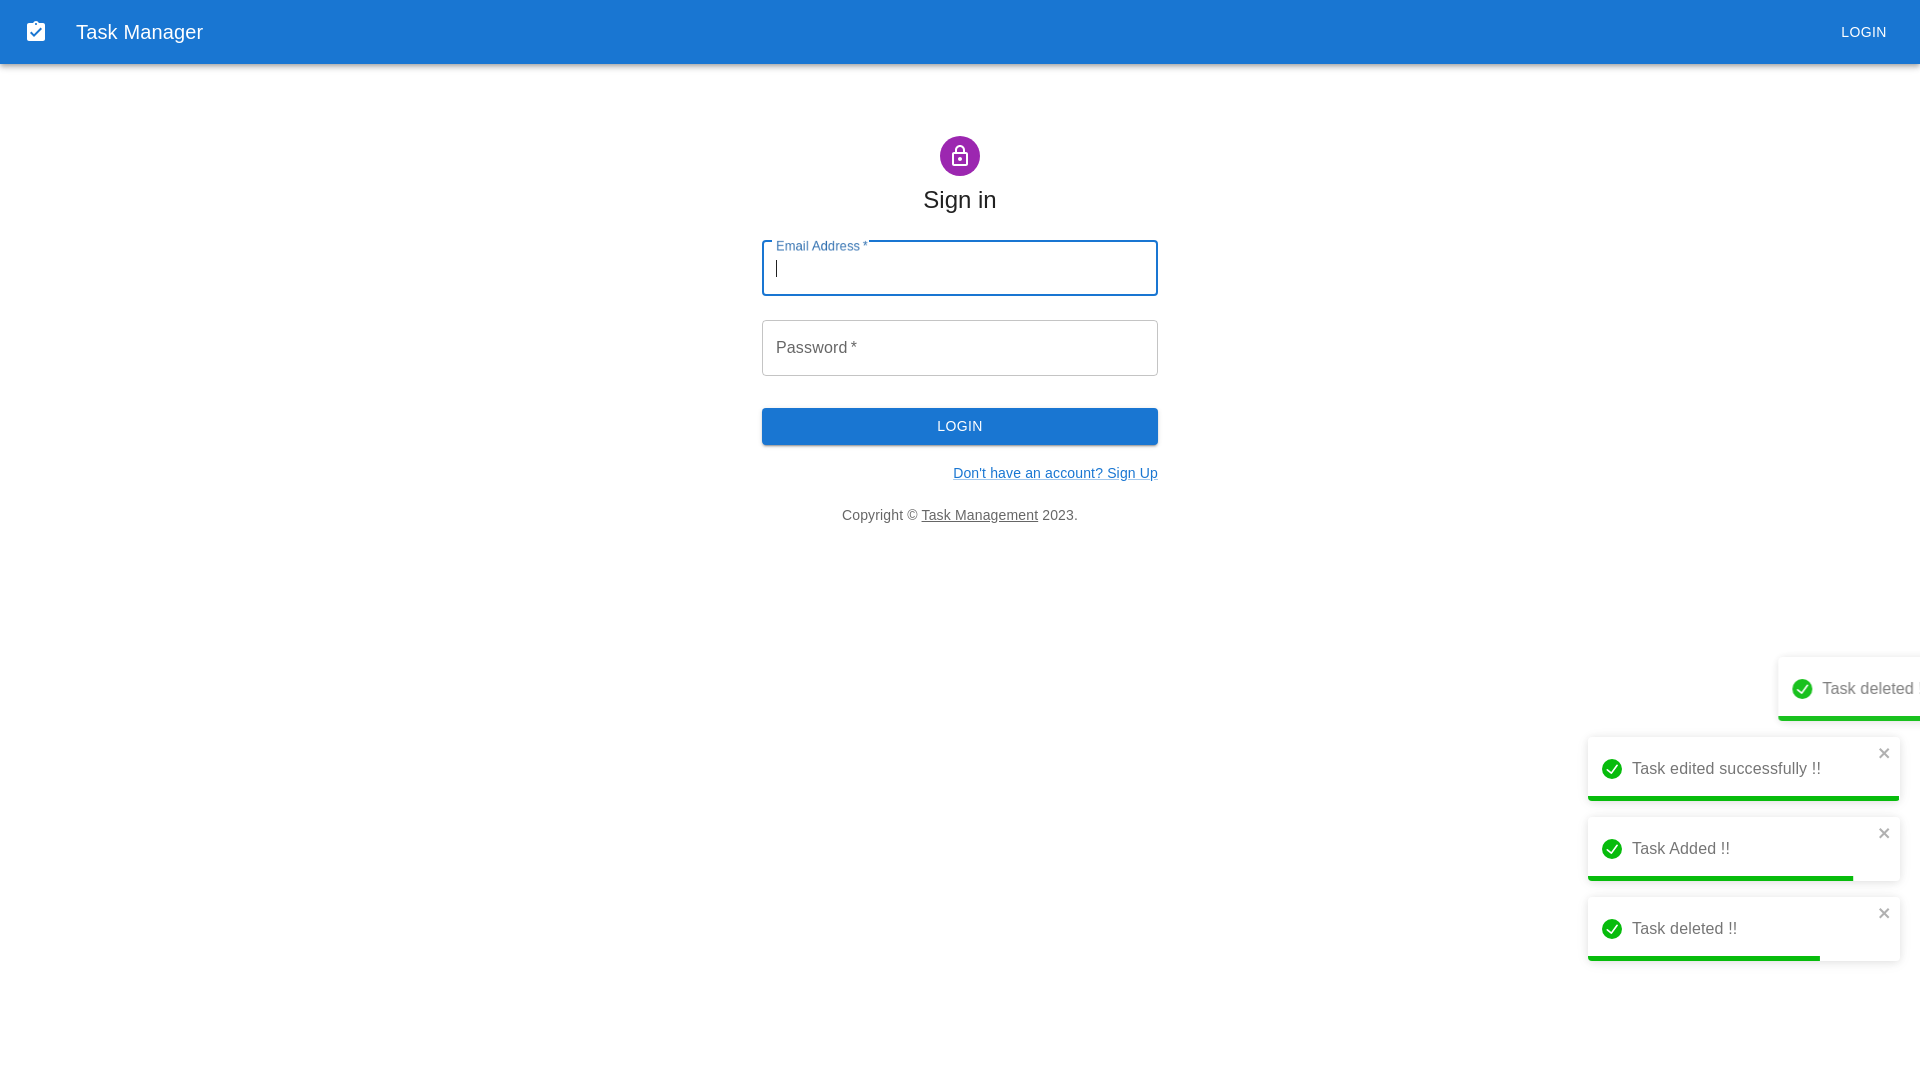 Task Manager
LOGIN
Sign in
Email Address *
Password *
LOGIN
Don't have an account? Sign Up
Copyright © Task Management 2023.
Task deleted !
Task edited successfully !!
Task Added !!
Task deleted !!